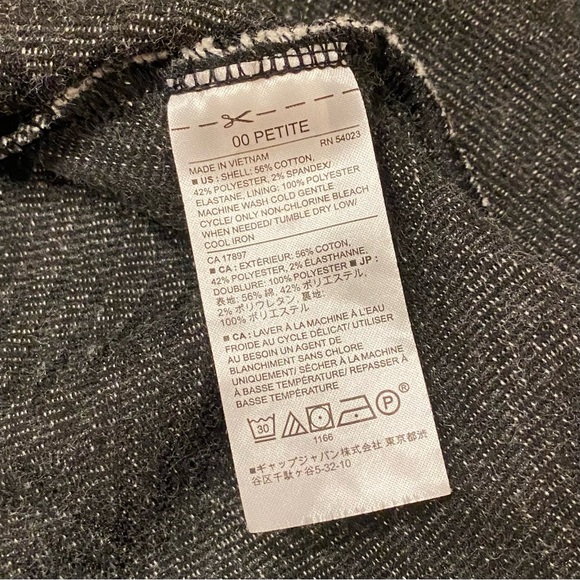 00 PETITE
MADE IN VIETNAM RN 54023
■ US : SHELL: 56% COTTON,
42% POLYESTER, 2% SPANDEX/
ELASTANE, LINING: 100% POLYESTER
MACHINE WASH COLD GENTLE
CYCLE/ ONLY NON-CHLORINE BLEACH
WHEN NEEDED/ TUMBLE DRY LOW/
COOL IRON
CA 17897
■ CA : EXTÉRIEUR: 56% COTON,
42% POLYESTER, 2% ÉLASTHANNE,
DOUBLURE: 100% POLYESTER ■ JP :
表地: 56% 綿, 42% ポリエステル,
2% ポリウレタン, 裏地:
100% ポリエステル
■ CA : LAVER À LA MACHINE À L'EAU
FROIDE AU CYCLE DÉLICAT/ UTILISER
AU BESOIN UN AGENT DE
BLANCHIMENT SANS CHLORE
UNIQUEMENT/ SÉCHER À LA MACHINE
À BASSE TEMPÉRATURE/ REPASSER À
BASSE TEMPÉRATURE
30 P ®
1166
■ギャップジャパン株式会社 東京都渋
谷区千駄ヶ谷5-32-10